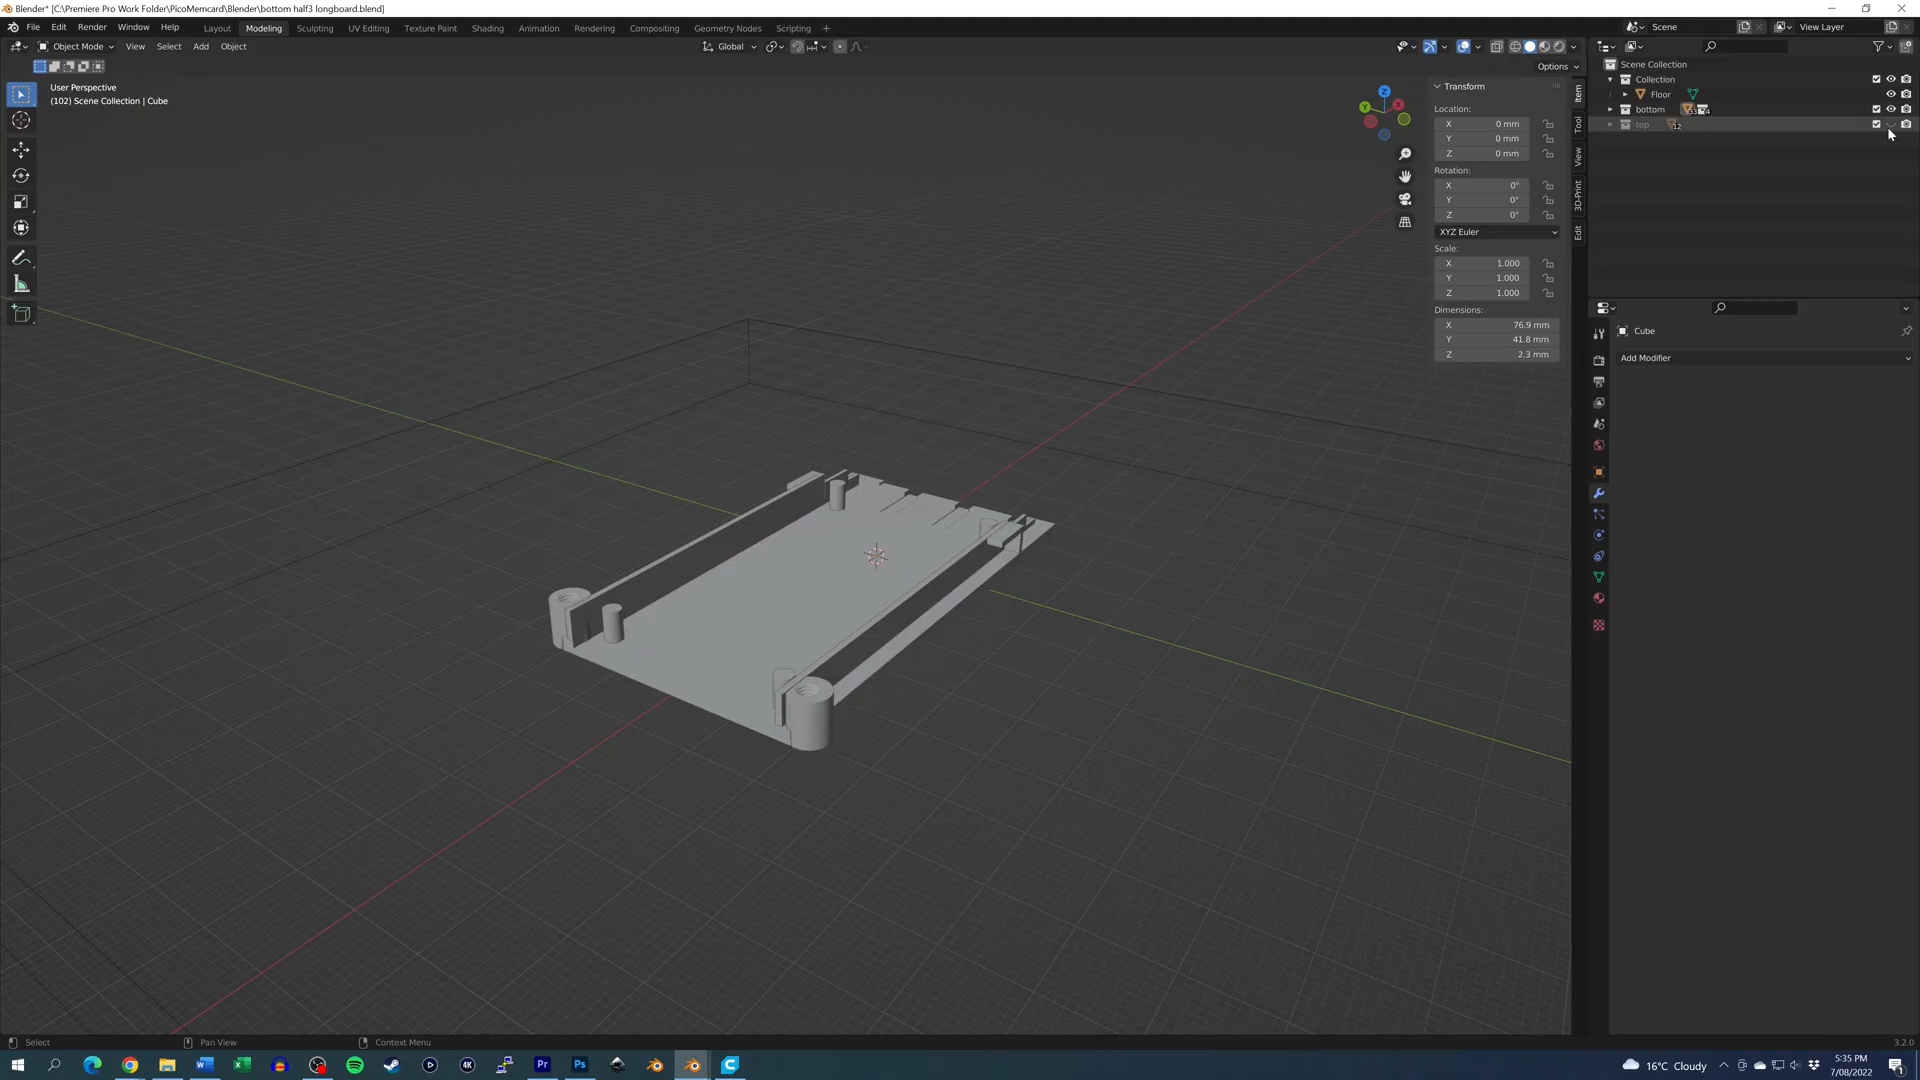 Blender* [C:\Premiere Pro Work Folder\PicoMemcard\Blender\bottom half3 longboard.blend]
File Edit Render Window Help Layout Modeling Sculpting UV Editing Texture Paint Shading Animation Rendering Compositing Geometry Nodes Scripting + Scene View Layer
Object Mode View Select Add Object Global
Options
User Perspective
(102) Scene Collection | Cube
Transform
Location:
X 0 mm
Y 0 mm
Z 0 mm
Rotation:
X 0°
Y 0°
Z 0°
XYZ Euler
Scale:
X 1.000
Y 1.000
Z 1.000
Dimensions:
X 76.9 mm
Y 41.8 mm
Z 2.3 mm
Item
Tool
View
3D-Print
Edit
Z
Y
X
Scene Collection
Collection
Floor
bottom
top 12
Cube
Add Modifier
Select Pan View Context Menu 3.2.0
16°C Cloudy
5:35 PM
7/08/2022